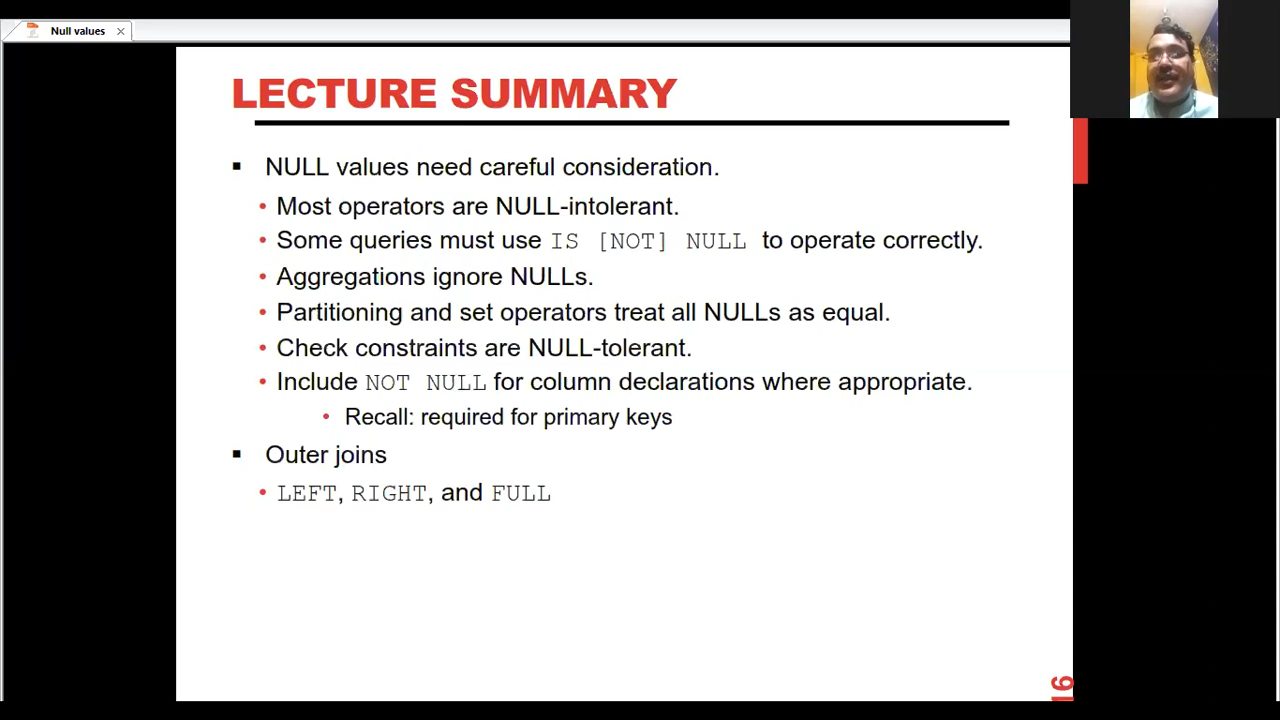 Null values
LECTURE SUMMARY
NULL values need careful consideration.
Most operators are NULL-intolerant.
Some queries must use IS [NOT] NULL to operate correctly.
Aggregations ignore NULLs.
Partitioning and set operators treat all NULLs as equal.
Check constraints are NULL-tolerant.
Include NOT NULL for column declarations where appropriate.
Recall: required for primary keys
Outer joins
LEFT, RIGHT, and FULL
16